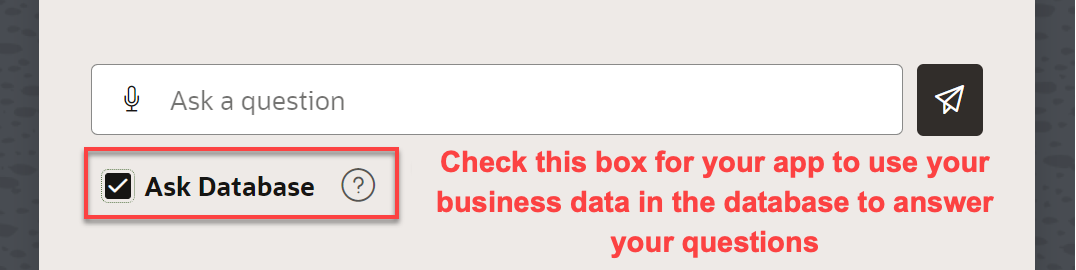 Ask a question
Ask Database ?
Check this box for your app to use your
business data in the database to answer
your questions